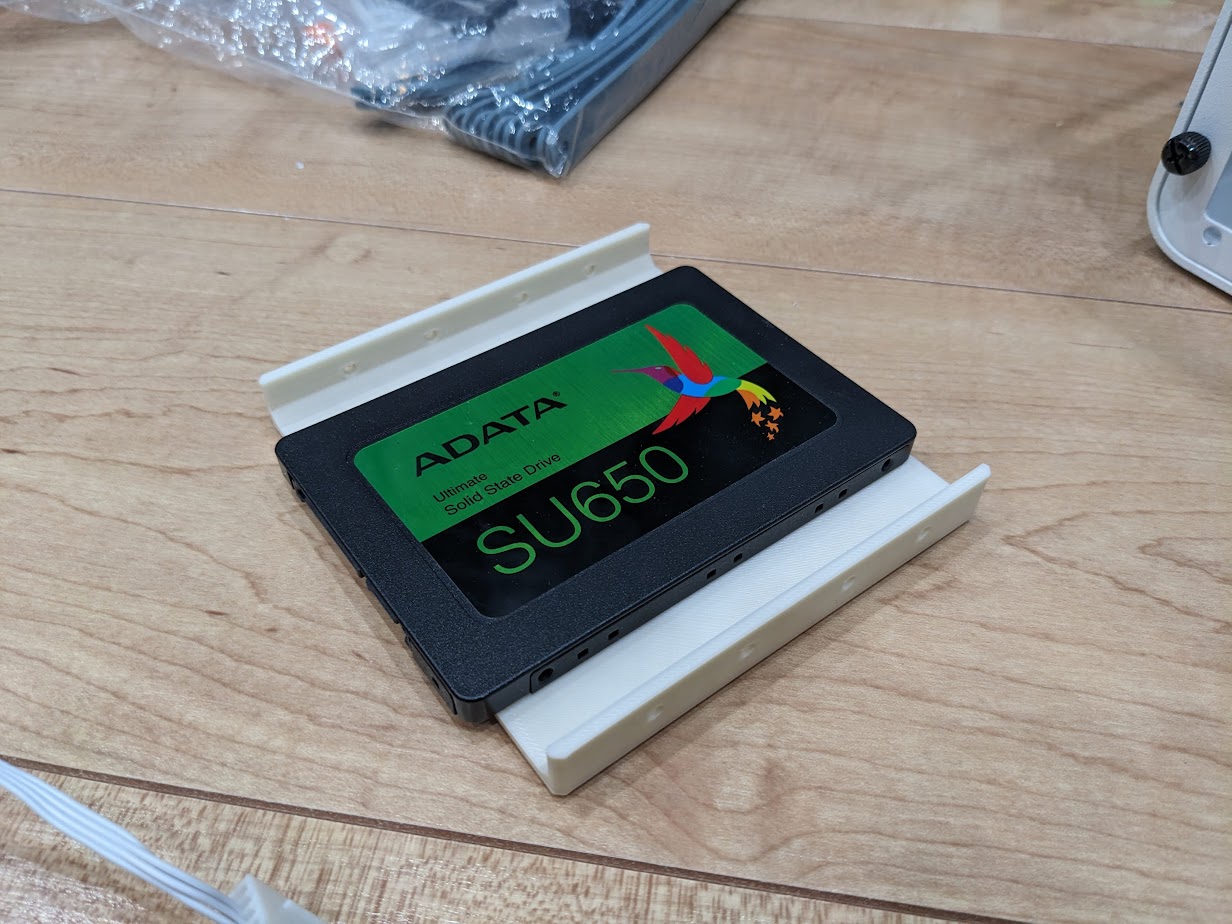 ADATA®
Ultimate
Solid State Drive
SU650